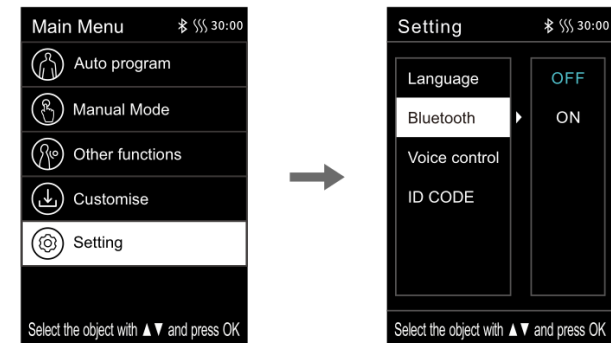 Main Menu 30:00
Auto program
Manual Mode
Other functions
Customise
Setting
Select the object with ▲▼ and press OK
Setting 30:00
Language
Bluetooth
Voice control
ID CODE
OFF
ON
Select the object with ▲▼ and press OK